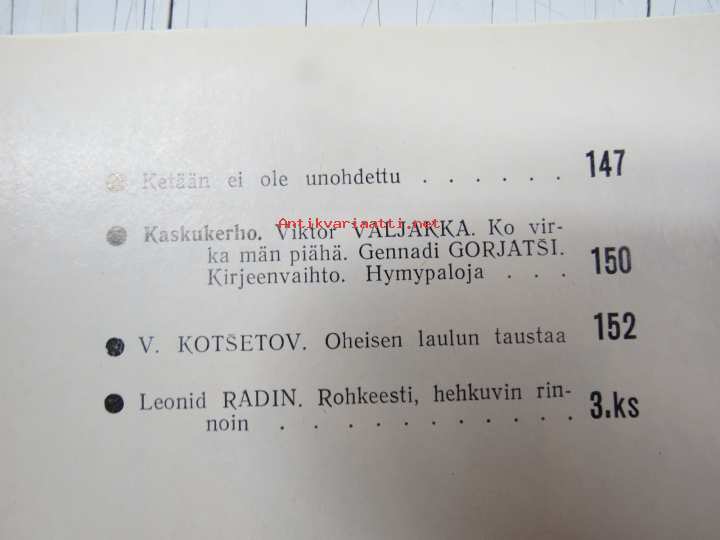 Ketään ei ole unohdettu . . . . . . 147
Antikvariaatti.net
Kaskukerho. Viktor VALJAKKA. Ko vir-
ka män piähä. Gennadi GORJATŠI.
Kirjeenvaihto. Hymypaloja . . . 150
V. KOTŠETOV. Oheisen laulun taustaa 152
Leonid RADIN. Rohkeesti, hehkuvin rin-
noin . . . . . . . . . . 3.ks